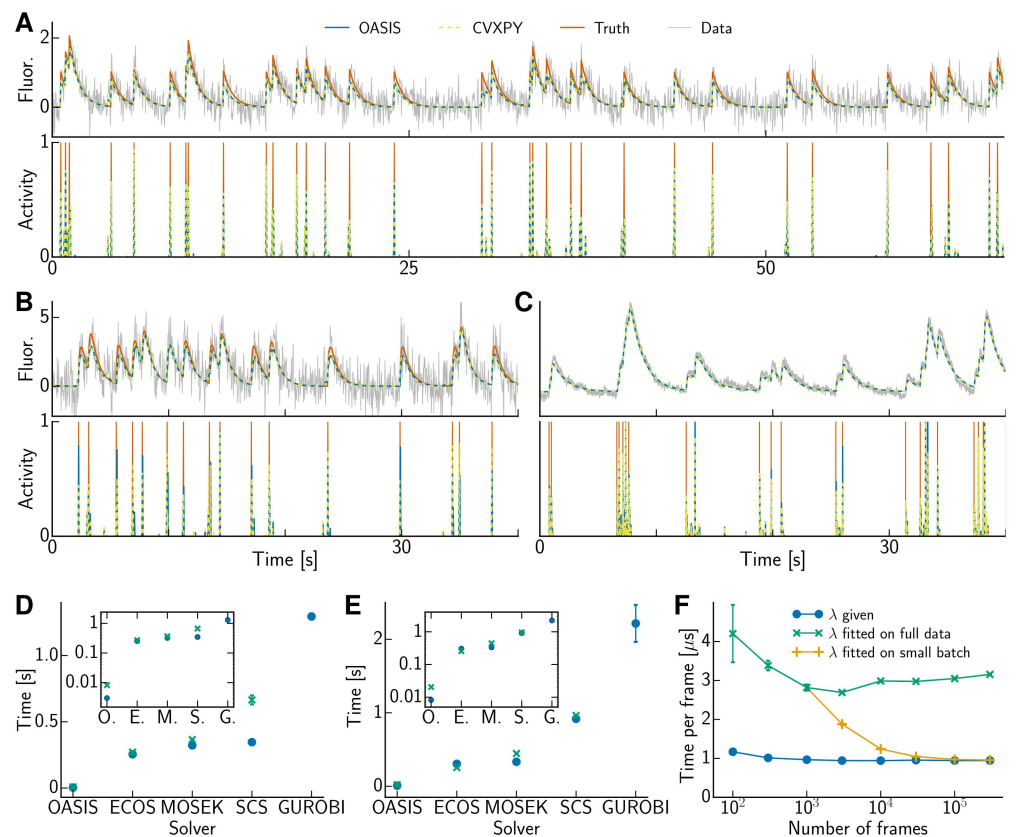 A
OASIS CVXPY Truth Data
Fluor.
2
0
Activity
1
0
0 25 50
B
Fluor.
5
0
Activity
1
0
0 30
Time [s]
C
0 30
Time [s]
D
Time [s]
1.0
0.5
0
1
0.1
0.01
O. E. M. S. G.
OASIS ECOS MOSEK SCS GUROBI
Solver
E
Time [s]
2
1
0
1
0.1
0.01
O. E. M. S. G.
OASIS ECOS MOSEK SCS GUROBI
Solver
F
λ given
λ fitted on full data
λ fitted on small batch
Time per frame [μs]
4
3
2
1
0
10² 10³ 10⁴ 10⁵
Number of frames